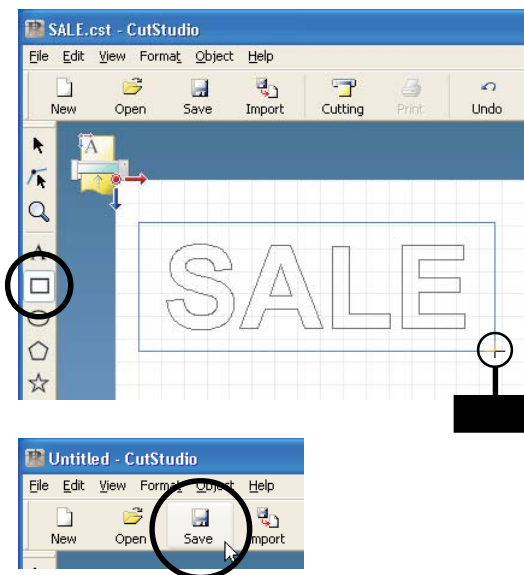 SALE.cst - CutStudio
File Edit View Format Object Help
New Open Save Import Cutting Print Undo
A
A
SALE
Untitled - CutStudio
File Edit View Format Object Help
New Open Save Import